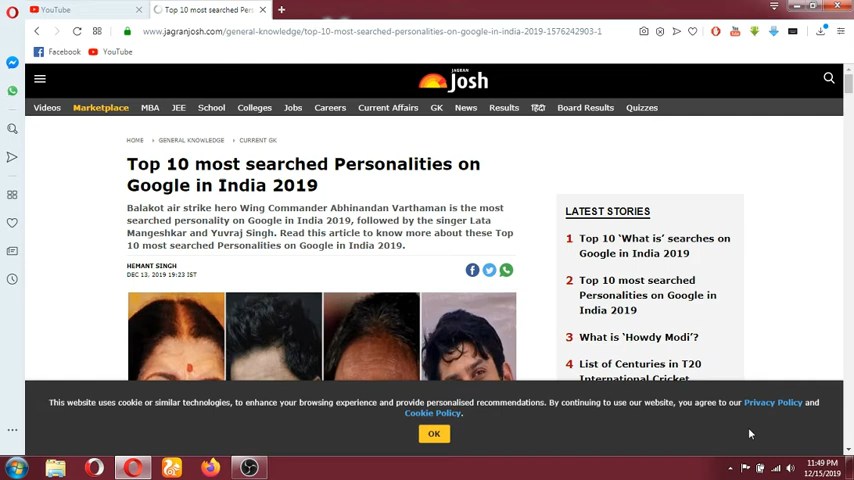 YouTube
Top 10 most searched Pers
www.jagranjosh.com/general-knowledge/top-10-most-searched-personalities-on-google-in-india-2019-1576242903-1
Facebook
YouTube
JAGRAN
Josh
Videos
Marketplace
MBA
JEE
School
Colleges
Jobs
Careers
Current Affairs
GK
News
Results
हिंदी
Board Results
Quizzes
HOME
GENERAL KNOWLEDGE
CURRENT GK
Top 10 most searched Personalities on
Google in India 2019
Balakot air strike hero Wing Commander Abhinandan Varthaman is the most
searched personality on Google in India 2019, followed by the singer Lata
Mangeshkar and Yuvraj Singh. Read this article to know more about these Top
10 most searched Personalities on Google in India 2019.
HEMANT SINGH
DEC 13, 2019 19:23 IST
LATEST STORIES
1 Top 10 ‘What is’ searches on
Google in India 2019
2 Top 10 most searched
Personalities on Google in
India 2019
3 What is ‘Howdy Modi’?
4 List of Centuries in T20
International Cricket
This website uses cookie or similar technologies, to enhance your browsing experience and provide personalised recommendations. By continuing to use our website, you agree to our Privacy Policy and
Cookie Policy.
OK
11:49 PM
12/15/2019